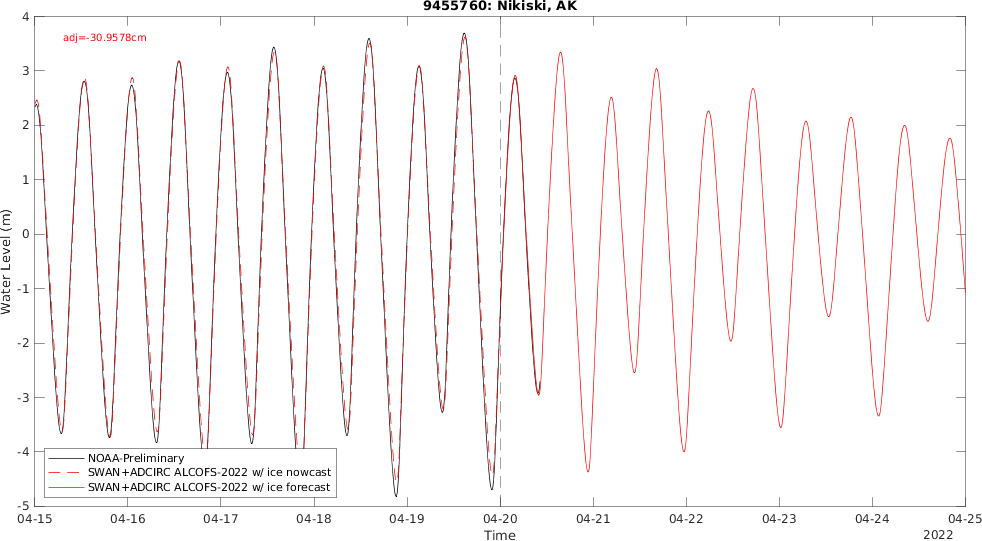 9455760: Nikiski, AK
adj=-30.9578cm
Water Level (m)
4
3
2
1
0
-1
-2
-3
-4
-5
NOAA-Preliminary
SWAN+ADCIRC ALCOFS-2022 w/ ice nowcast
SWAN+ADCIRC ALCOFS-2022 w/ ice forecast
04-15 04-16 04-17 04-18 04-19 04-20 04-21 04-22 04-23 04-24 04-25
Time
2022